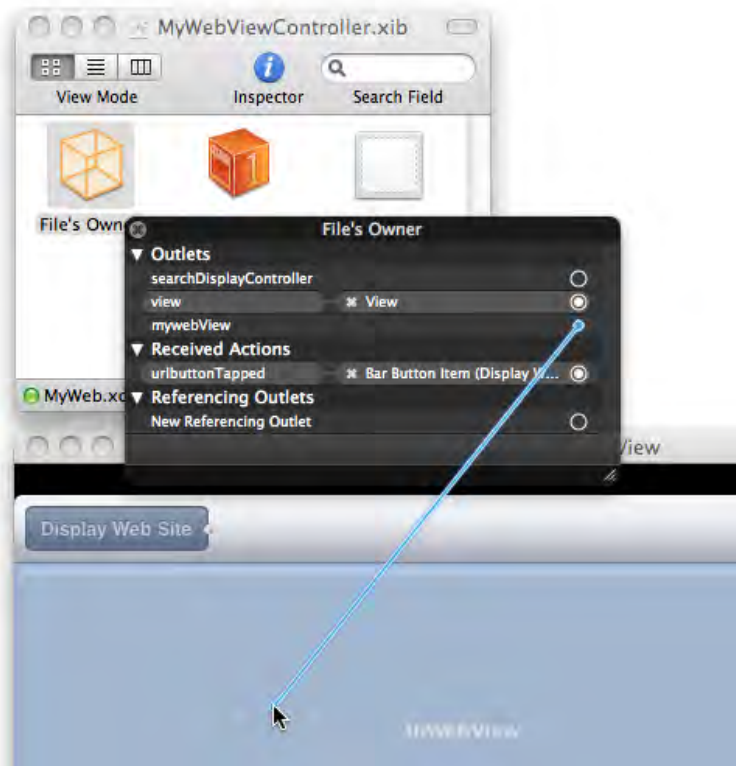 MyWebViewController.xib
View Mode Inspector Search Field
1
File's Own
File's Owner
Outlets
searchDisplayController
view View
mywebView
Received Actions
urlbuttonTapped Bar Button Item (Display W...
Referencing Outlets
New Referencing Outlet
MyWeb.xc
View
Display Web Site
UIWebView